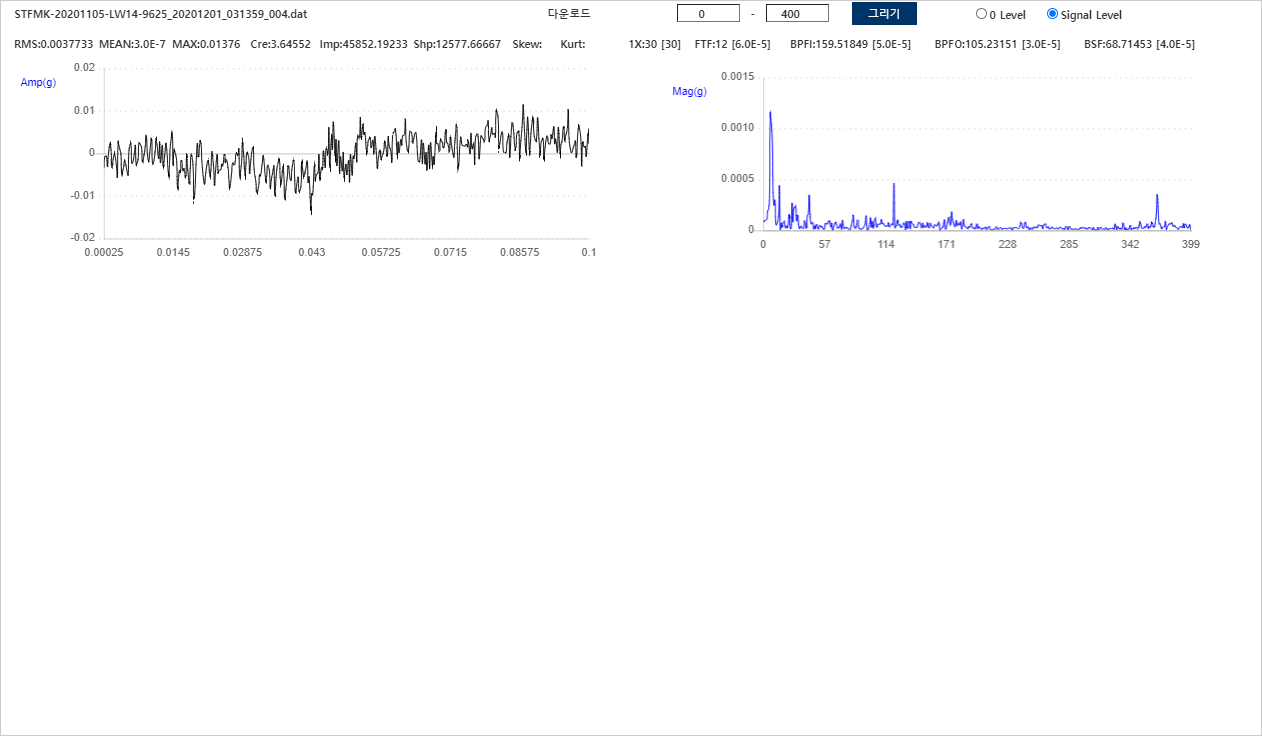 STFMK-20201105-LW14-9625_20201201_031359_004.dat 다운로드 0 - 400 그리기 0 Level Signal Level
RMS:0.0037733 MEAN:3.0E-7 MAX:0.01376 Cre:3.64552 Imp:45852.19233 Shp:12577.66667 Skew: Kurt: 1X:30 [30] FTF:12 [6.0E-5] BPFI:159.51849 [5.0E-5] BPFO:105.23151 [3.0E-5] BSF:68.71453 [4.0E-5]
Amp(g)
0.02
0.01
0
-0.01
-0.02
0.00025 0.0145 0.02875 0.043 0.05725 0.0715 0.08575 0.1
Mag(g)
0.0015
0.0010
0.0005
0
0 57 114 171 228 285 342 399